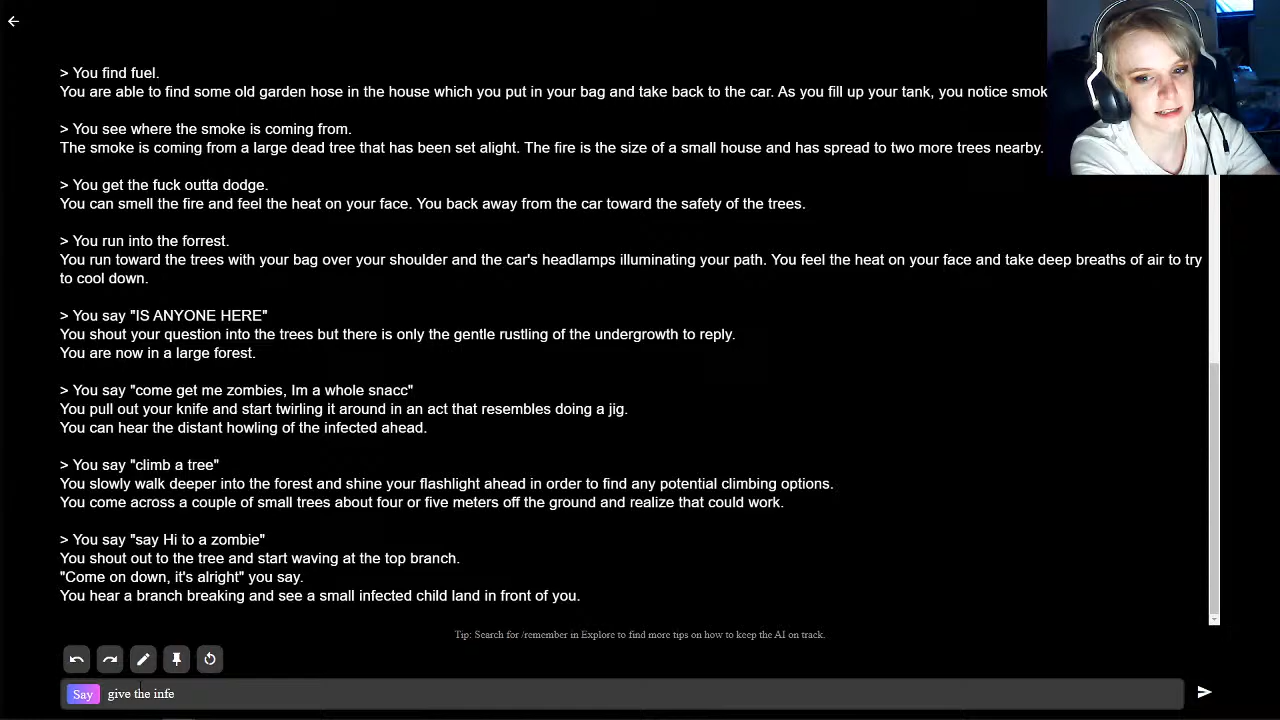 > You find fuel.
You are able to find some old garden hose in the house which you put in your bag and take back to the car. As you fill up your tank, you notice smok
> You see where the smoke is coming from.
The smoke is coming from a large dead tree that has been set alight. The fire is the size of a small house and has spread to two more trees nearby.
> You get the fuck outta dodge.
You can smell the fire and feel the heat on your face. You back away from the car toward the safety of the trees.
> You run into the forrest.
You run toward the trees with your bag over your shoulder and the car's headlamps illuminating your path. You feel the heat on your face and take deep breaths of air to try
to cool down.
> You say "IS ANYONE HERE"
You shout your question into the trees but there is only the gentle rustling of the undergrowth to reply.
You are now in a large forest.
> You say "come get me zombies, Im a whole snacc"
You pull out your knife and start twirling it around in an act that resembles doing a jig.
You can hear the distant howling of the infected ahead.
> You say "climb a tree"
You slowly walk deeper into the forest and shine your flashlight ahead in order to find any potential climbing options.
You come across a couple of small trees about four or five meters off the ground and realize that could work.
> You say "say Hi to a zombie"
You shout out to the tree and start waving at the top branch.
"Come on down, it's alright" you say.
You hear a branch breaking and see a small infected child land in front of you.
Tip: Search for /remember in Explore to find more tips on how to keep the AI on track.
Say give the infe